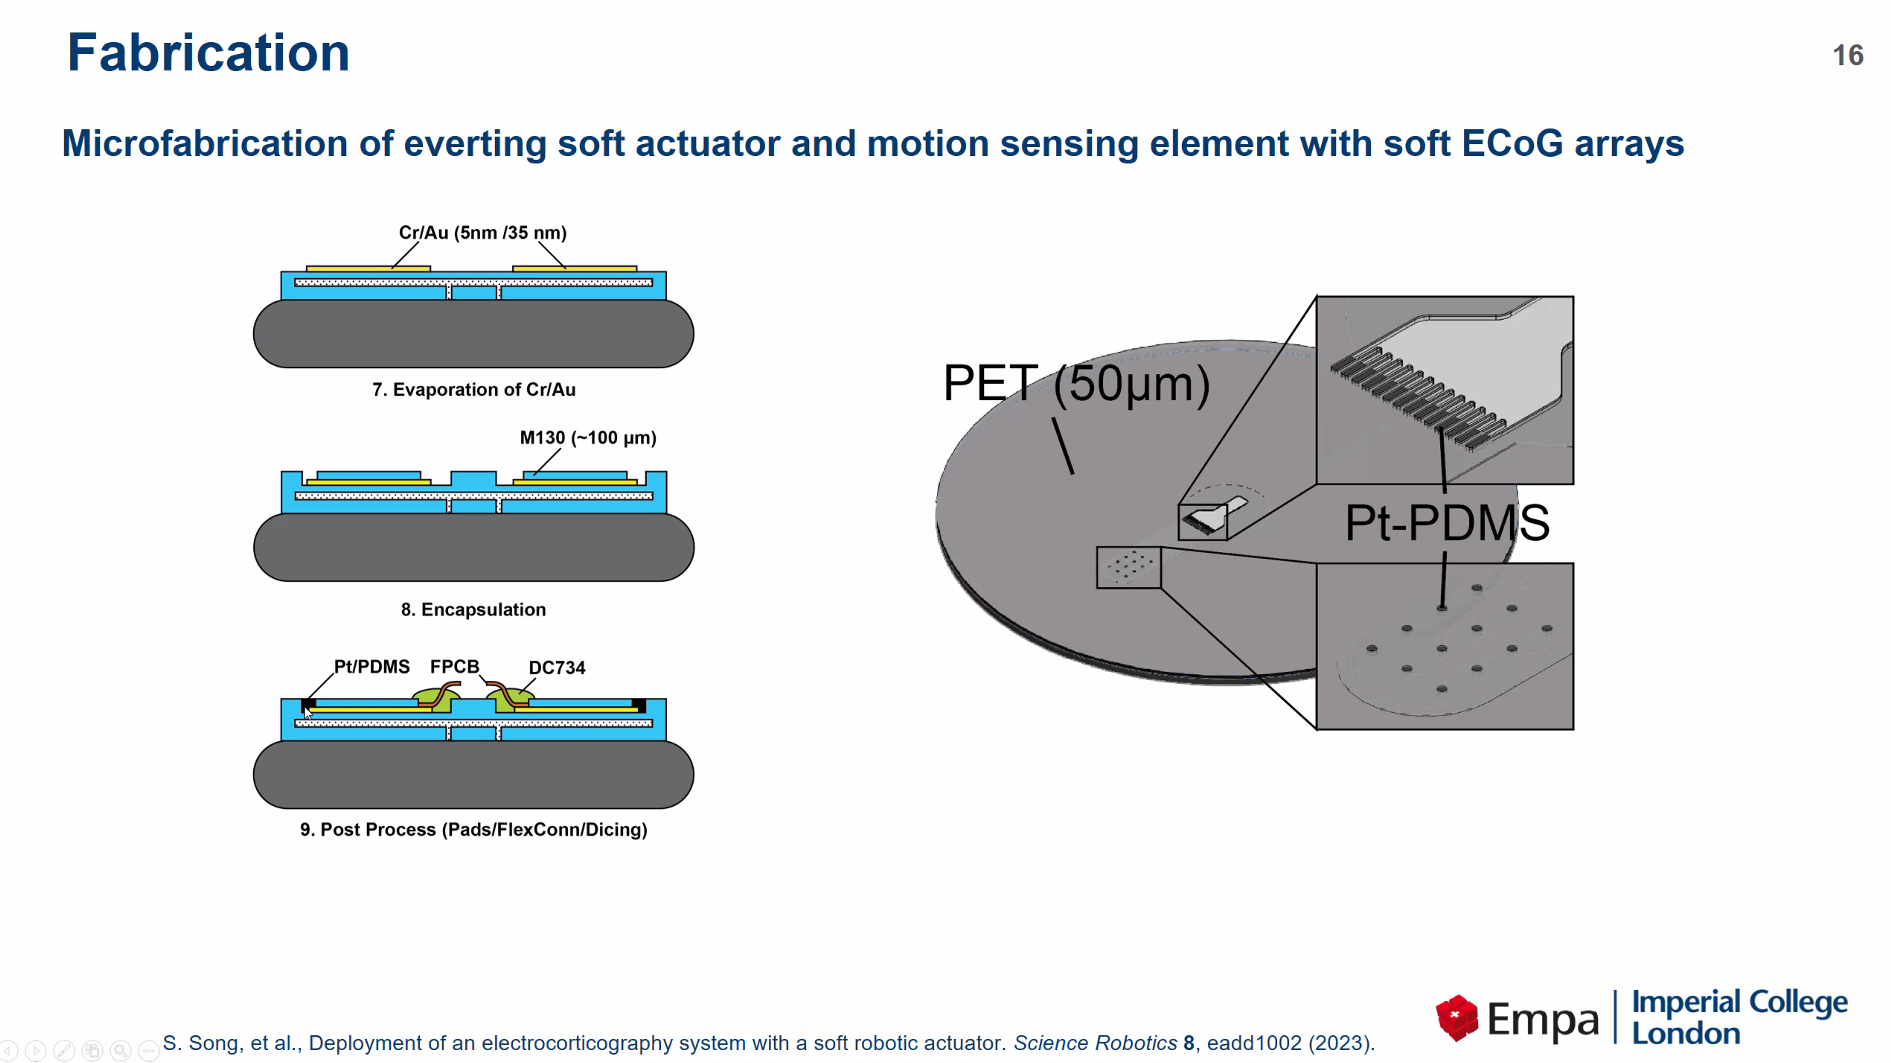 Fabrication
16
Microfabrication of everting soft actuator and motion sensing element with soft ECoG arrays
Cr/Au (5nm /35 nm)
7. Evaporation of Cr/Au
M130 (~100 µm)
8. Encapsulation
Pt/PDMS FPCB DC734
9. Post Process (Pads/FlexConn/Dicing)
PET (50µm)
Pt-PDMS
S. Song, et al., Deployment of an electrocorticography system with a soft robotic actuator. Science Robotics 8, eadd1002 (2023).
Empa
Imperial College
London